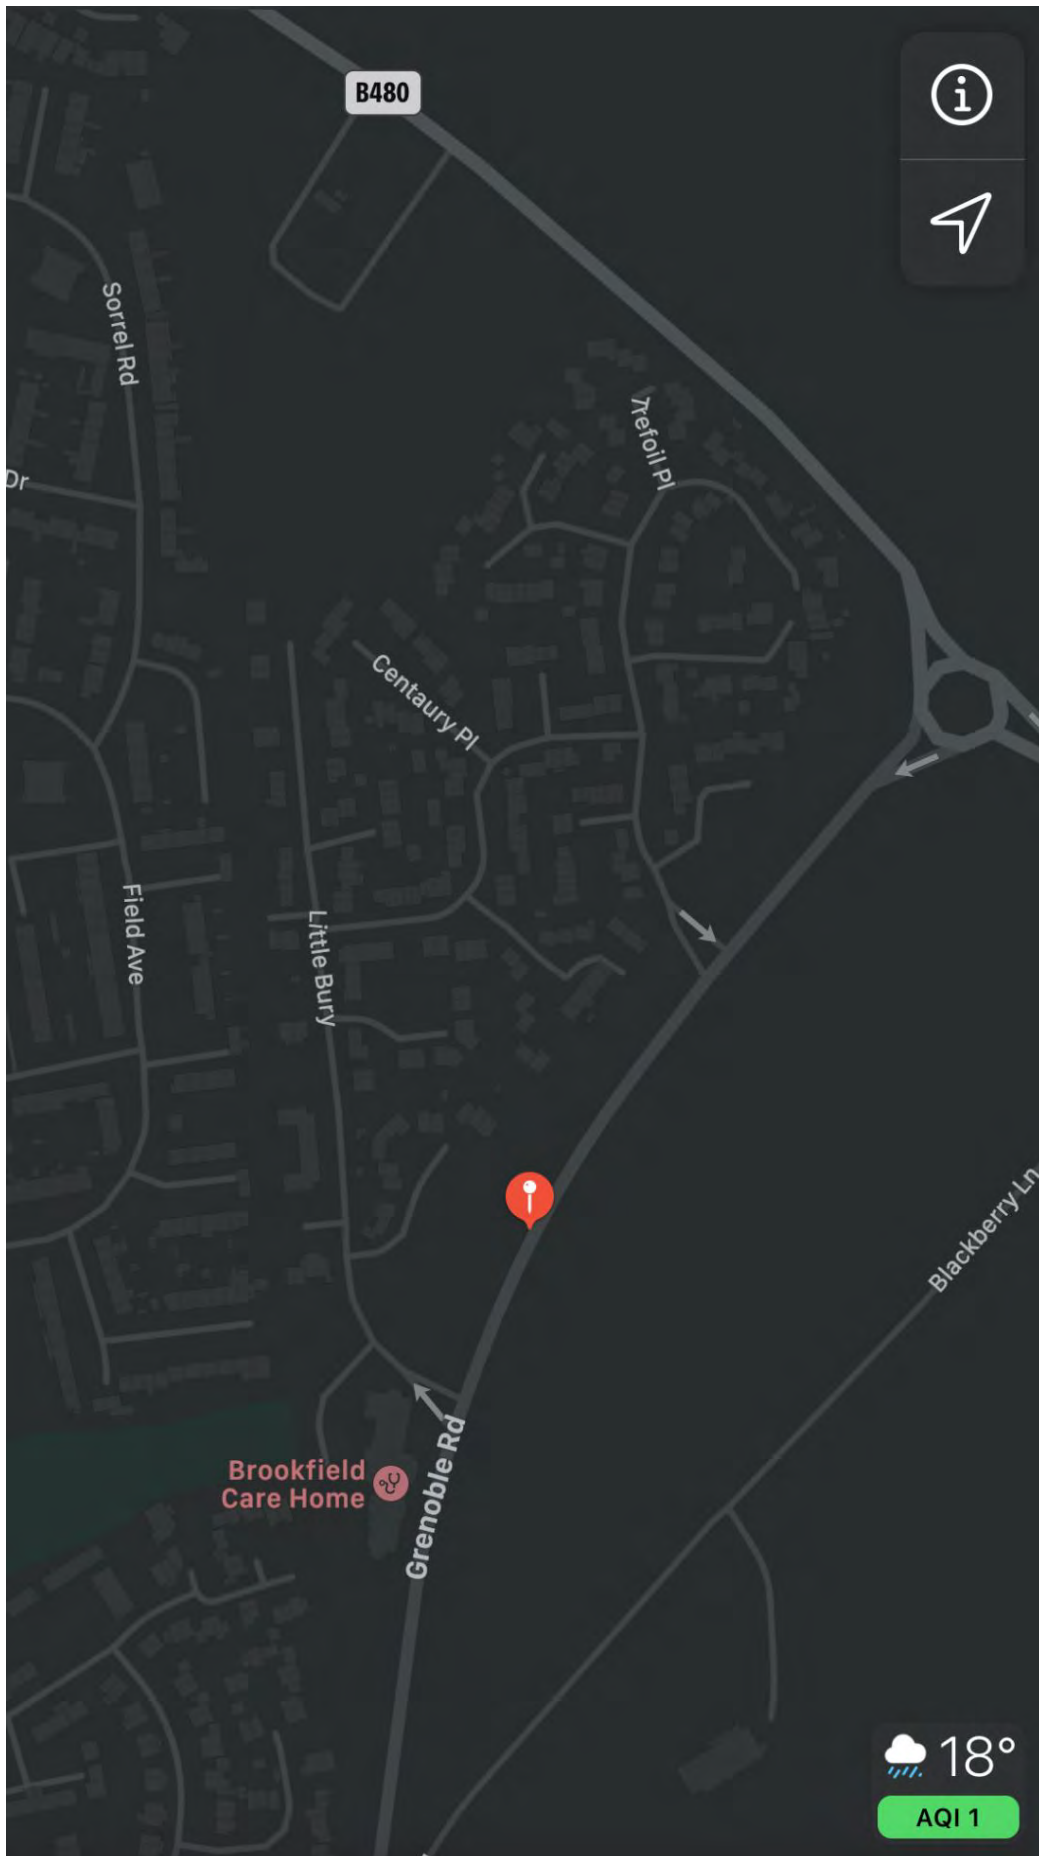 B480
Sorrel Rd
Trefoil Pl
Dr
Centaury Pl
Field Ave
Little Bury
Blackberry Ln
Brookfield
Care Home
Grenoble Rd
18°
AQI 1